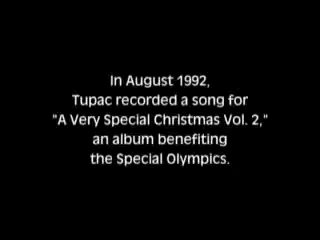 In August 1992,
Tupac recorded a song for
"A Very Special Christmas Vol. 2,"
an album benefiting
the Special Olympics.